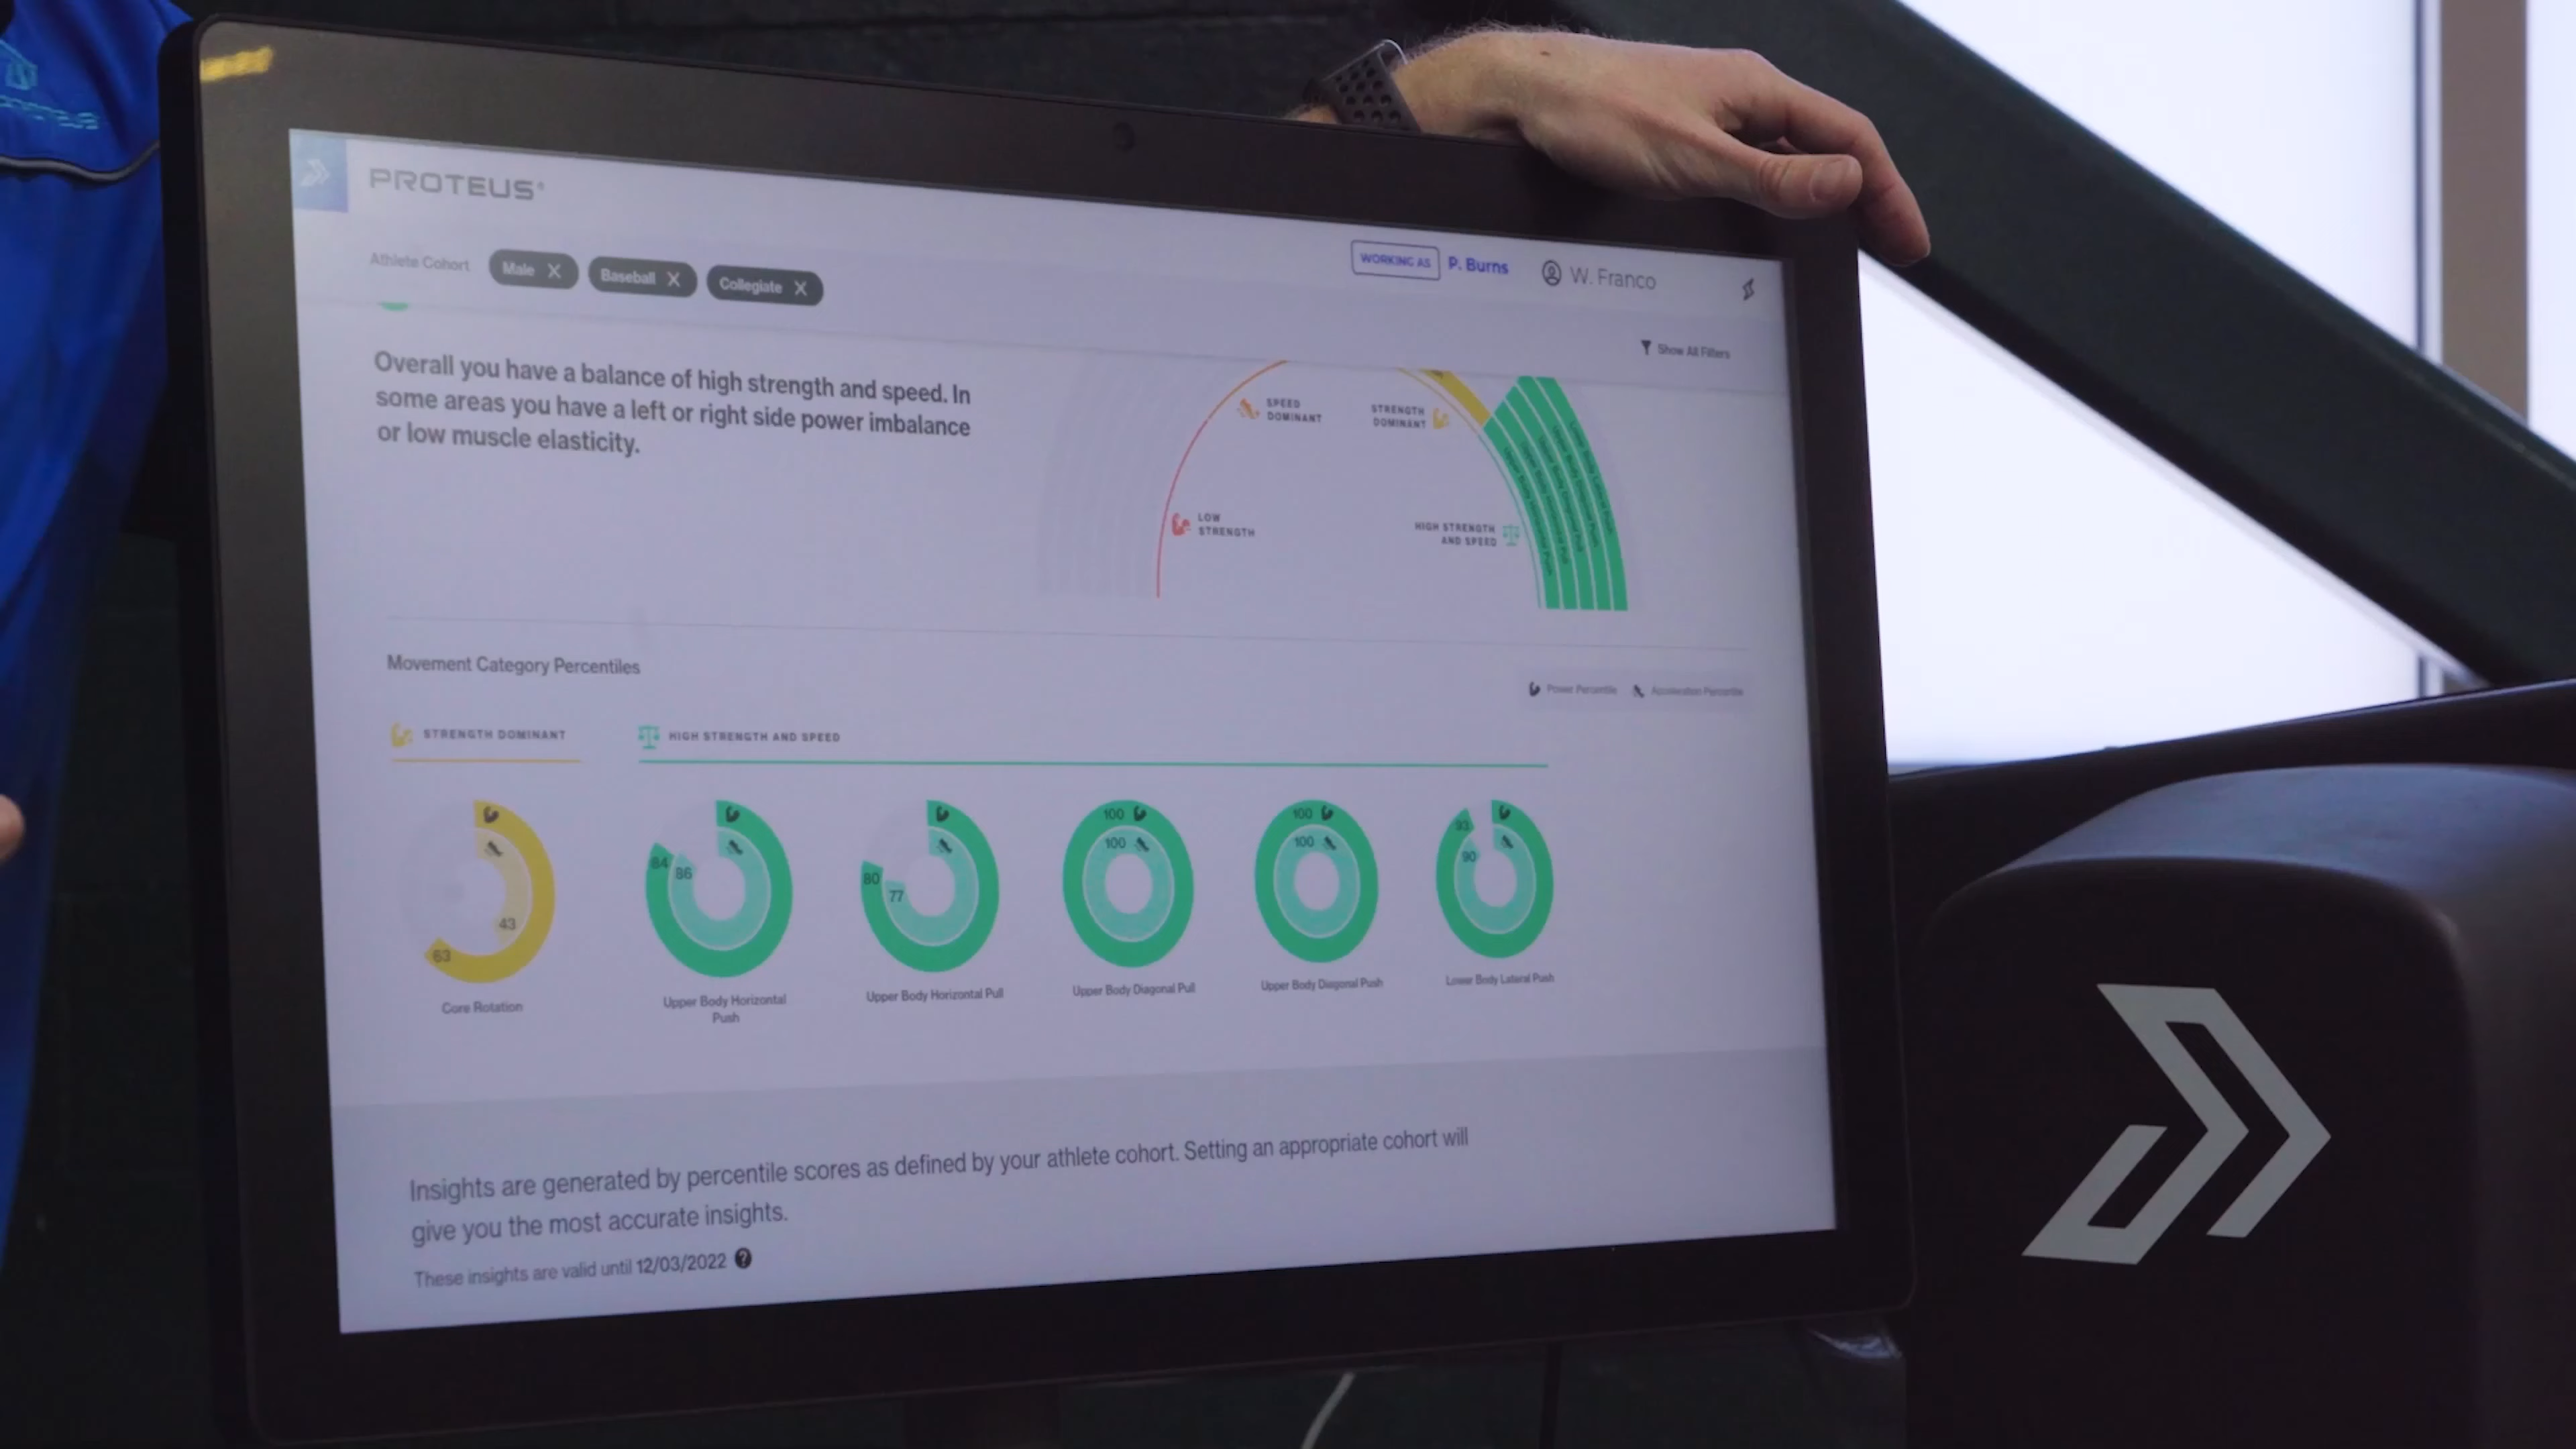 PROTEUS
Athlete Cohort
Male
Baseball
Collegiate
WORKING AS
P. Burns
W. Franco
Show All Filters
Overall you have a balance of high strength and speed. In
some areas you have a left or right side power imbalance
or low muscle elasticity.
SPEED
DOMINANT
STRENGTH
DOMINANT
LOW
STRENGTH
HIGH STRENGTH
AND SPEED
Movement Category Percentiles
Power Percentile
Acceleration Percentile
STRENGTH DOMINANT
HIGH STRENGTH AND SPEED
63
43
84
86
80
77
100
100
100
100
93
90
Core Rotation
Upper Body Horizontal
Push
Upper Body Horizontal Pull
Upper Body Diagonal Pull
Upper Body Diagonal Push
Lower Body Lateral Push
Insights are generated by percentile scores as defined by your athlete cohort. Setting an appropriate cohort will
give you the most accurate insights.
These insights are valid until 12/03/2022 ?